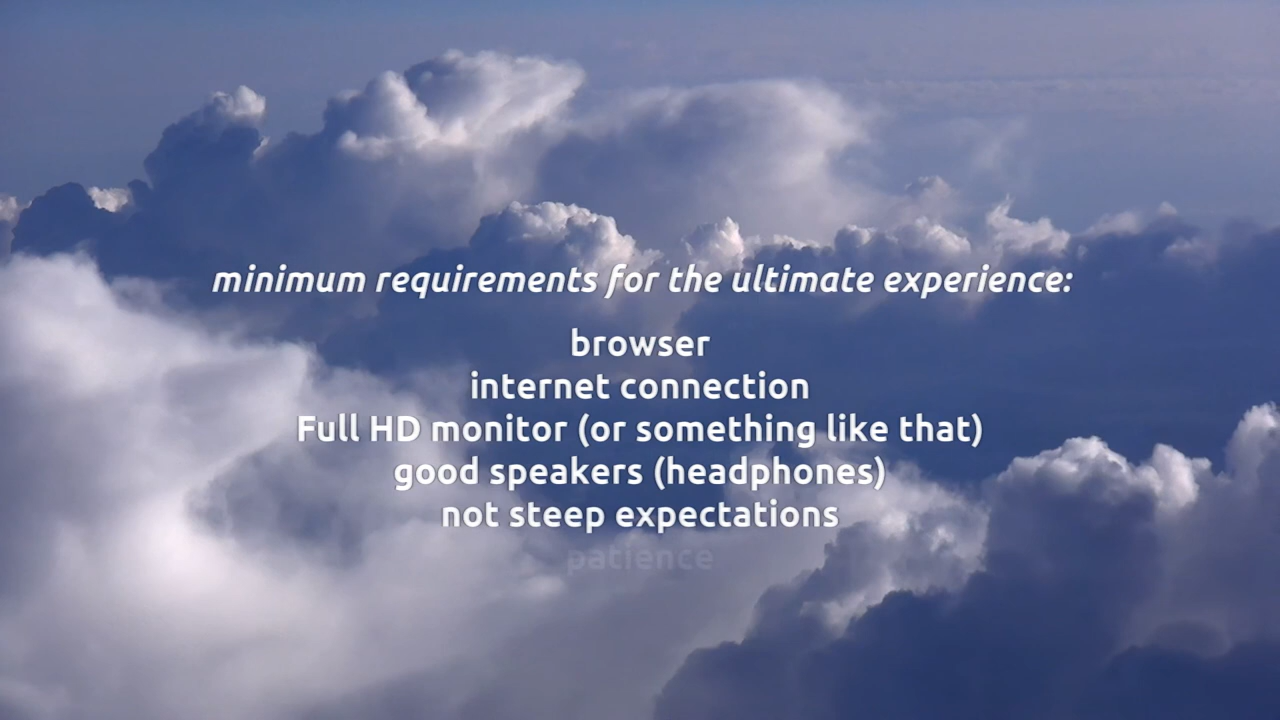 minimum requirements for the ultimate experience:
browser
internet connection
Full HD monitor (or something like that)
good speakers (headphones)
not steep expectations
patience